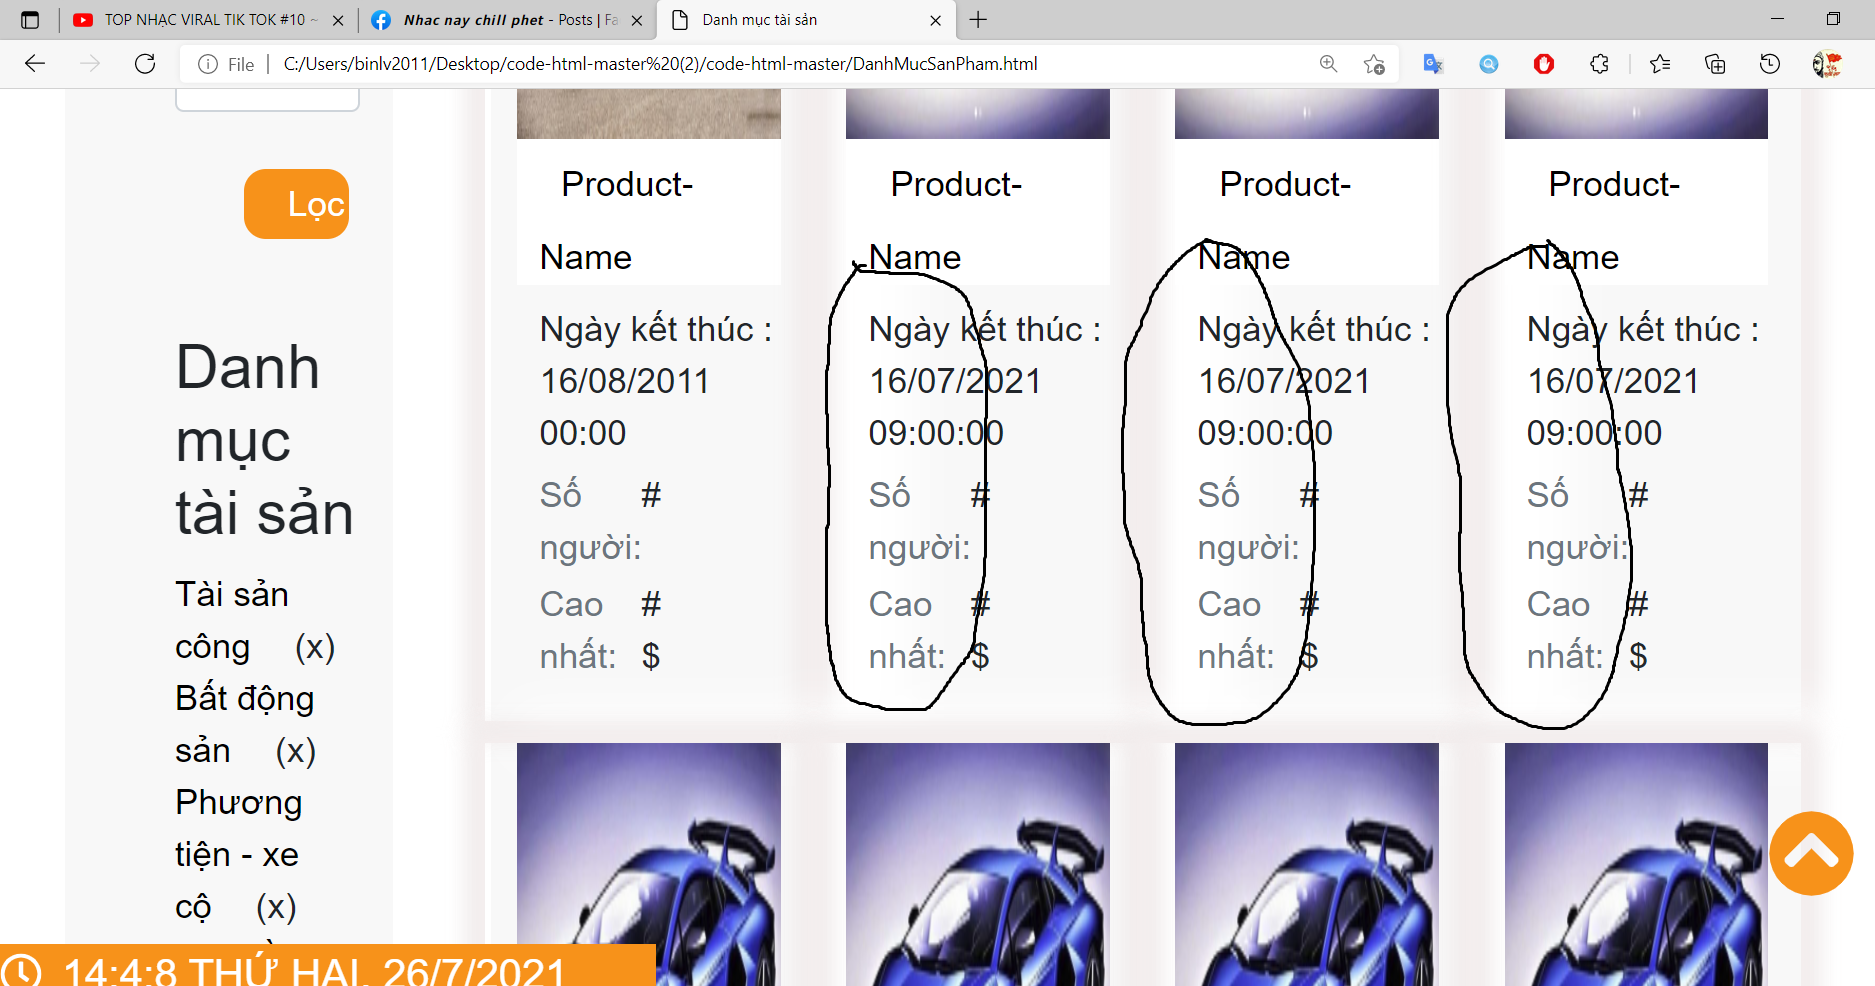 TOP NHẠC VIRAL TIK TOK #10 ~
Nhac nay chill phet - Posts | Fa
Danh mục tài sản
File
C:/Users/binlv2011/Desktop/code-html-master%20(2)/code-html-master/DanhMucSanPham.html
Lọc
Danh
mục
tài sản
Tài sản
công (x)
Bất động
sản (x)
Phương
tiện - xe
cộ (x)
Product-
Name
Ngày kết thúc :
16/08/2011
00:00
Số #
người:
Cao #
nhất: $
Product-
Name
Ngày kết thúc :
16/07/2021
09:00:00
Số #
người:
Cao #
nhất: $
Product-
Name
Ngày kết thúc :
16/07/2021
09:00:00
Số #
người:
Cao #
nhất: $
Product-
Name
Ngày kết thúc :
16/07/2021
09:00:00
Số #
người:
Cao #
nhất: $
14:4:8 THỨ HAI, 26/7/2021